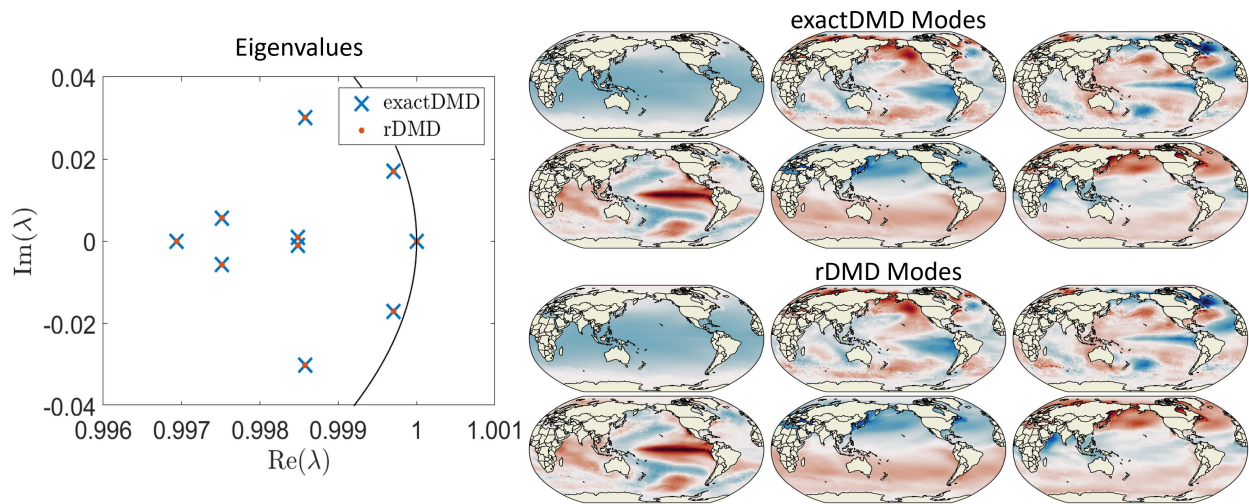 Eigenvalues
0.04
0.02
0
-0.02
-0.04
Im(λ)
exactDMD
rDMD
0.996 0.997 0.998 0.999 1 1.001
Re(λ)
exactDMD Modes
rDMD Modes